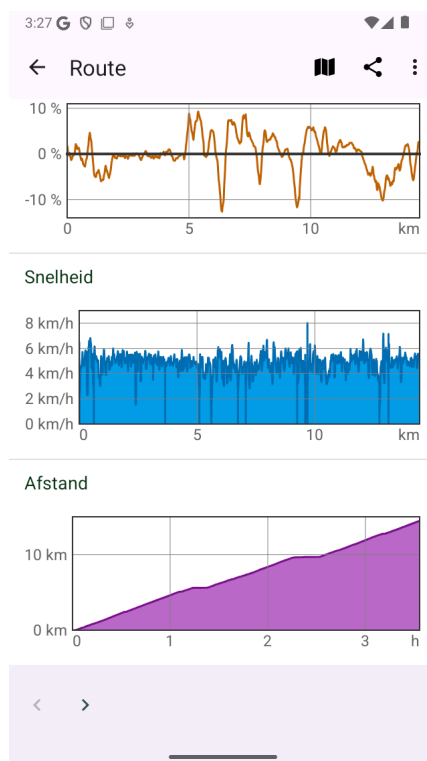 3:27
Route
10 %
0 %
-10 %
0 5 10 km
Snelheid
8 km/h
6 km/h
4 km/h
2 km/h
0 km/h
0 5 10 km
Afstand
10 km
0 km
0 1 2 3 h